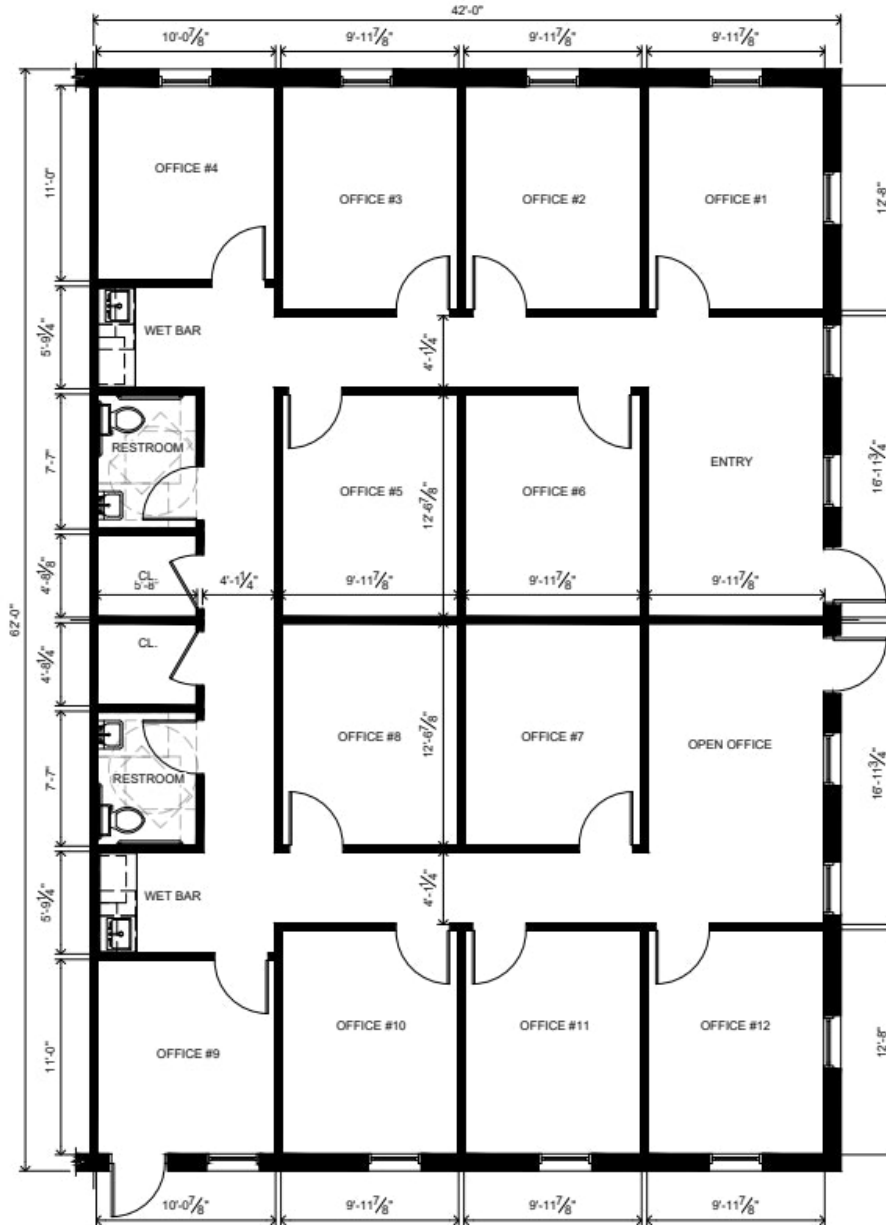 42'-0"
10'-0 7/8"
9'-11 7/8"
9'-11 7/8"
9'-11 7/8"
11'-0"
OFFICE #4
OFFICE #3
OFFICE #2
OFFICE #1
12'-8"
5'-9 1/4"
WET BAR
4'-1 1/4"
7'-7"
RESTROOM
OFFICE #5
12'-6 7/8"
OFFICE #6
ENTRY
16'-11 3/4"
4'-8 1/8
CL.
5'-8"
4'-1 1/4"
9'-11 7/8"
9'-11 7/8"
9'-11 7/8"
62'-0"
4'-8 1/4"
CL.
7'-7"
RESTROOM
OFFICE #8
12'-6 7/8"
OFFICE #7
OPEN OFFICE
16'-11 3/4"
5'-9 1/4"
WET BAR
4'-1 1/4"
11'-0"
OFFICE #9
OFFICE #10
OFFICE #11
OFFICE #12
12'-8"
10'-0 7/8"
9'-11 7/8"
9'-11 7/8"
9'-11 7/8"